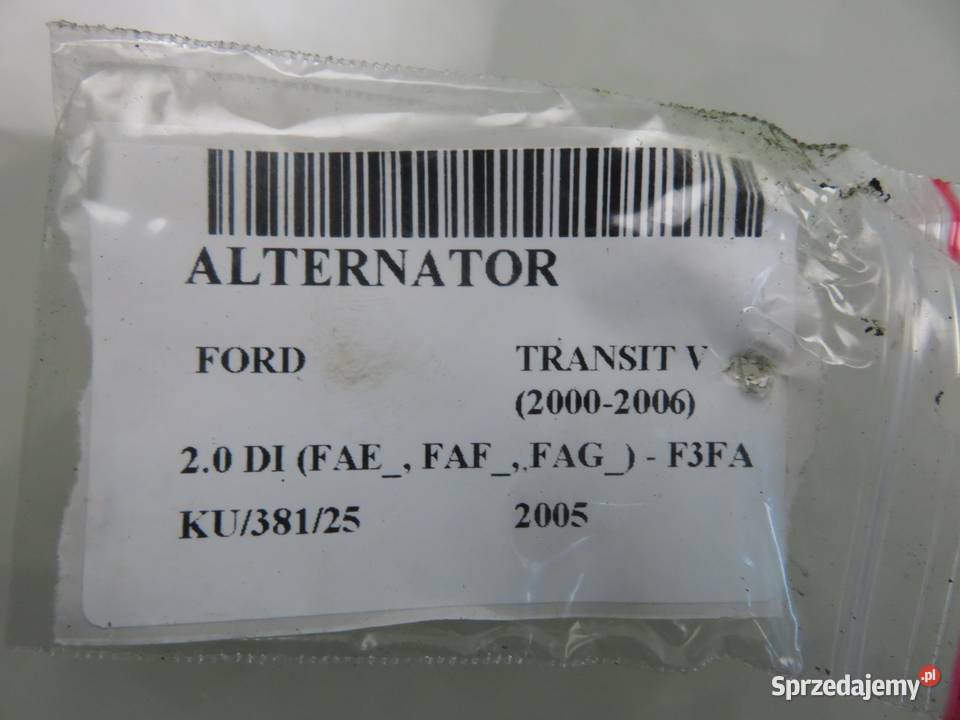 ALTERNATOR
FORD TRANSIT V
(2000-2006)
2.0 DI (FAE_, FAF_, FAG_) - F3FA
KU/381/25 2005
Sprzedajemy.pl